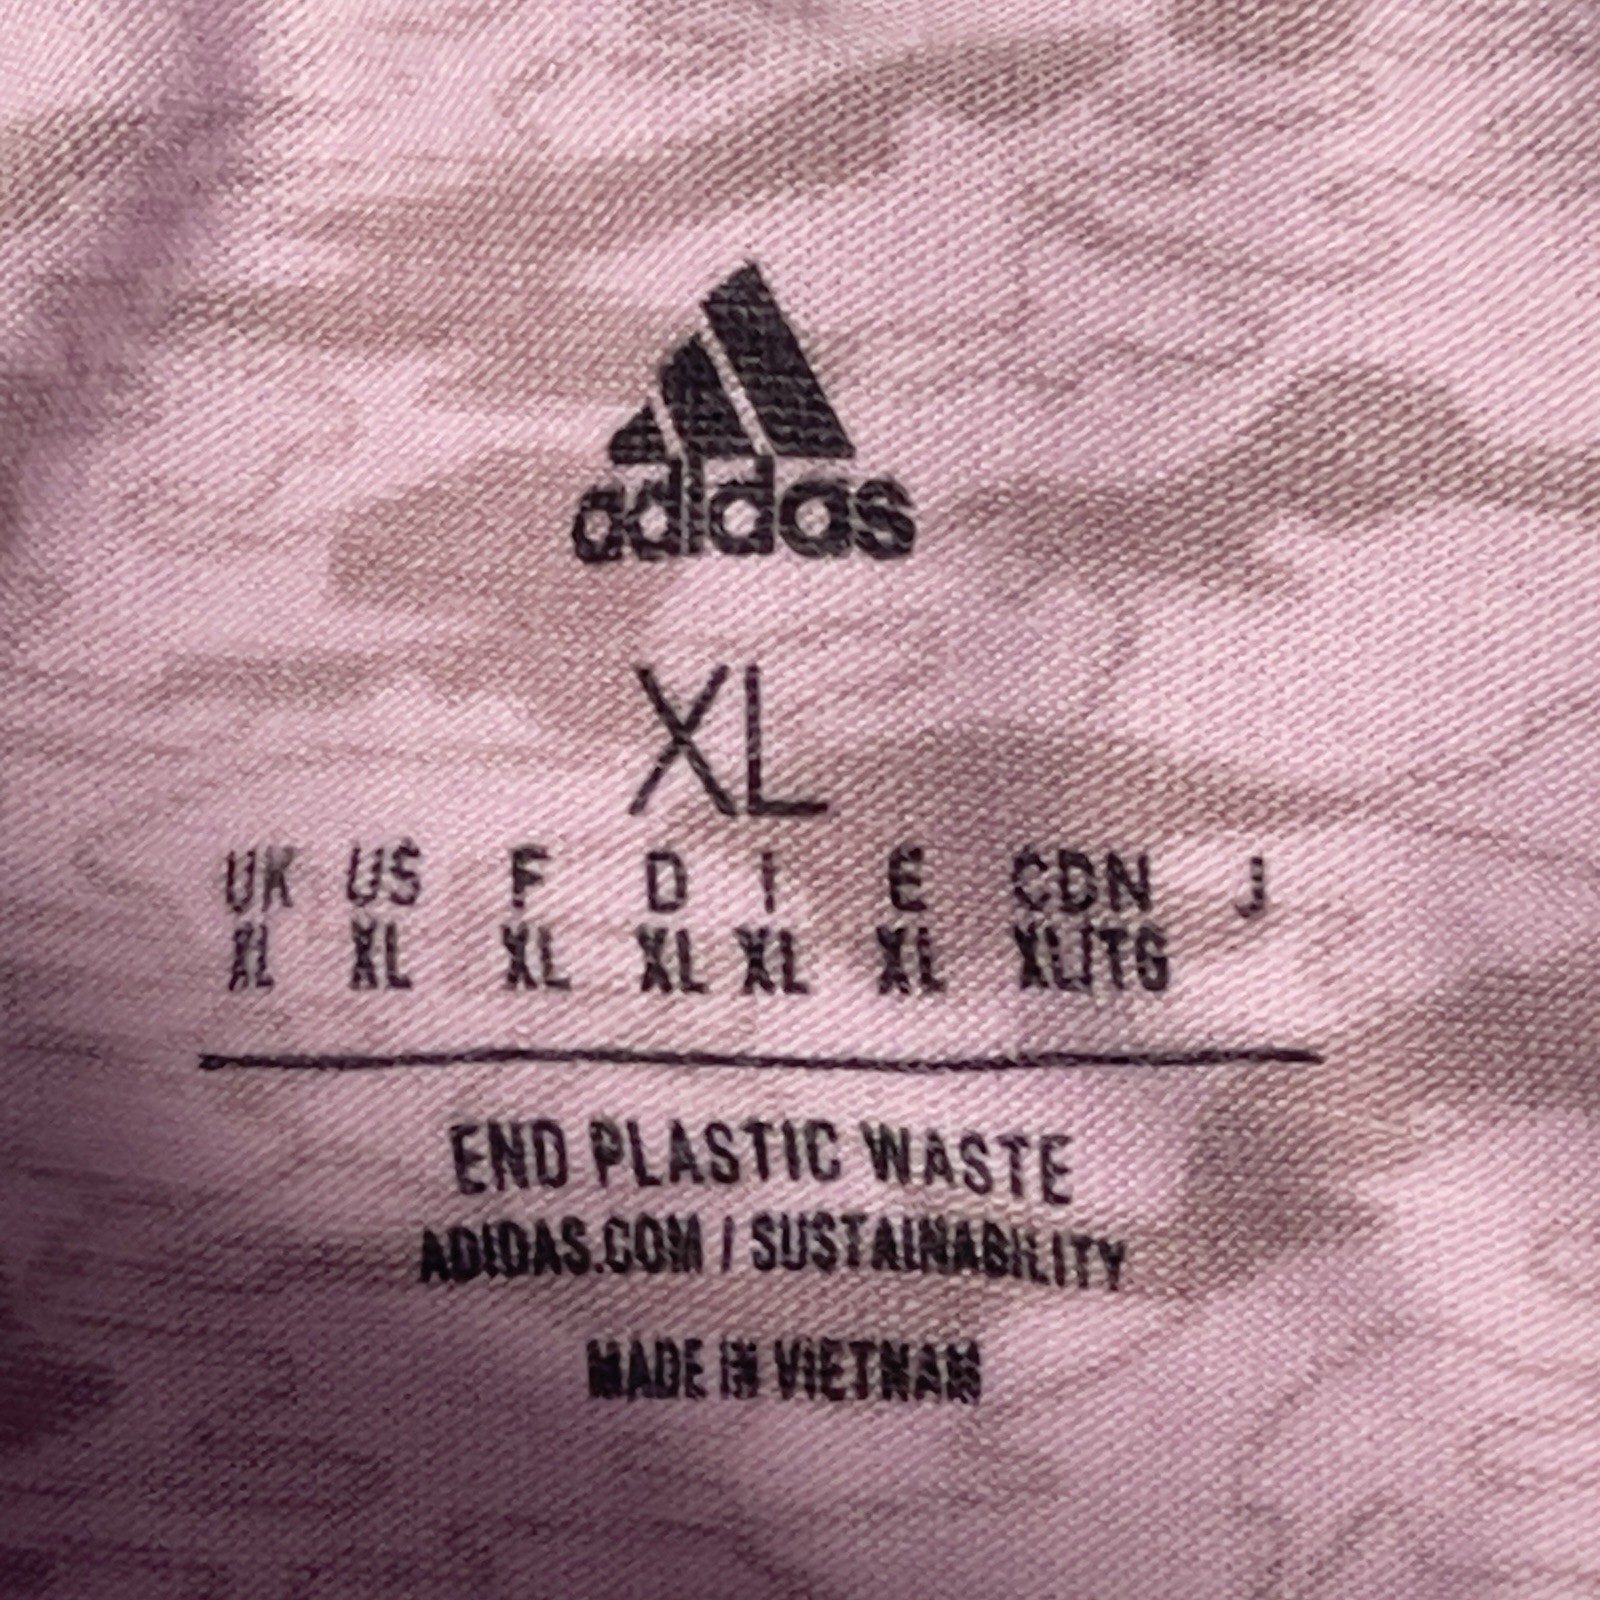 adidas
XL
UK US F D I E CDN J
XL XL XL XL XL XL XL/TG
END PLASTIC WASTE
ADIDAS.COM / SUSTAINABILITY
MADE IN VIETNAM